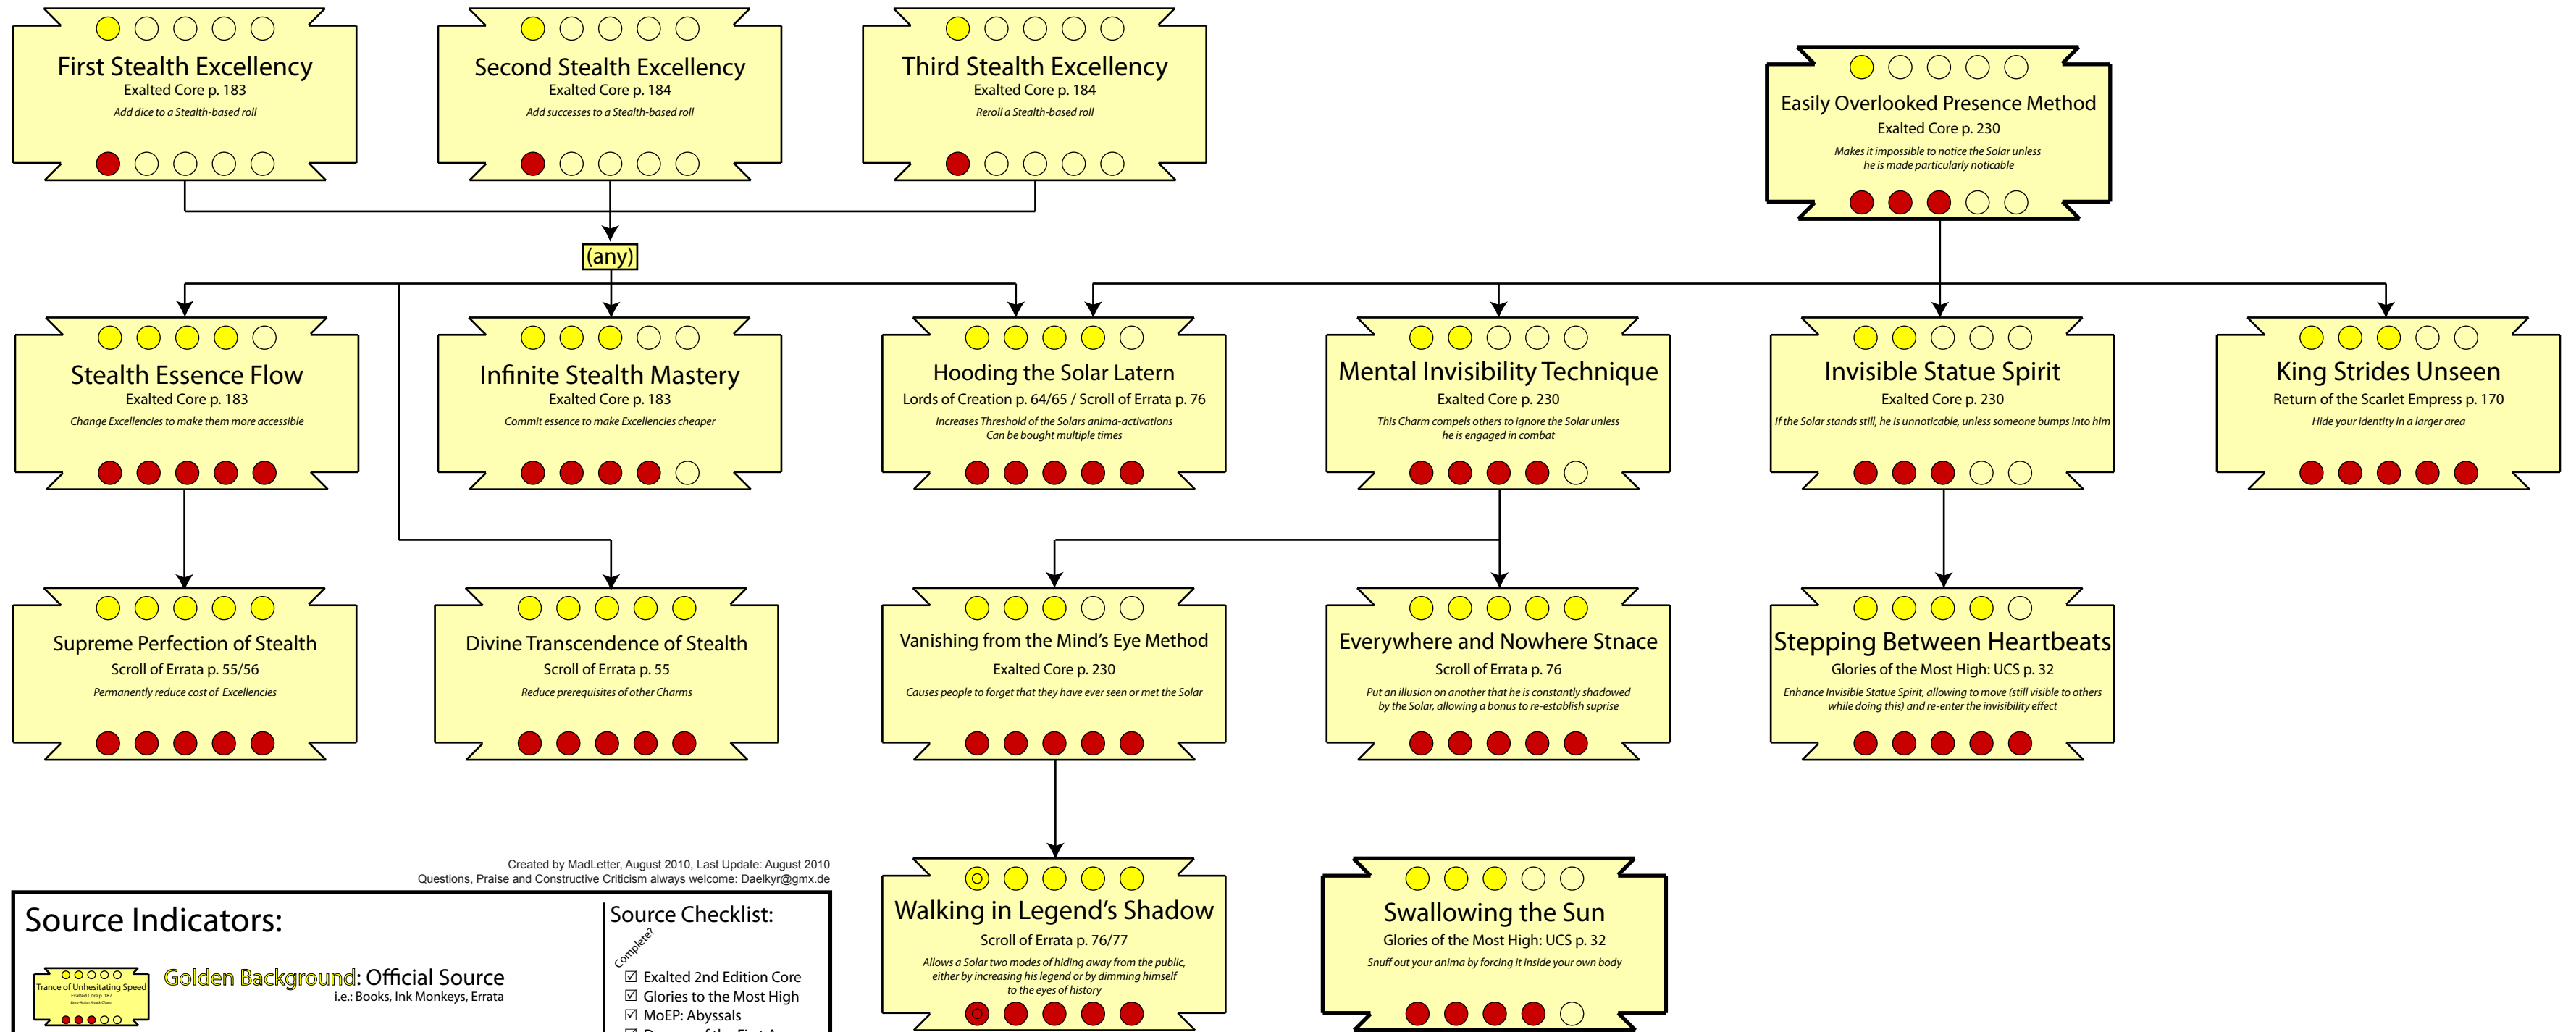 First Stealth Excellency
Exalted Core p. 183
Add dice to a Stealth-based roll
Second Stealth Excellency
Exalted Core p. 184
Add successes to a Stealth-based roll
Third Stealth Excellency
Exalted Core p. 184
Reroll a Stealth-based roll
Easily Overlooked Presence Method
Exalted Core p. 230
Makes it impossible to notice the Solar unless
he is made particularly noticable
(any)
Stealth Essence Flow
Exalted Core p. 183
Change Excellencies to make them more accessible
Infinite Stealth Mastery
Exalted Core p. 183
Commit essence to make Excellencies cheaper
Hooding the Solar Latern
Lords of Creation p. 64/65 / Scroll of Errata p. 76
Increases Threshold of the Solars anima-activations
Can be bought multiple times
Mental Invisibility Technique
Exalted Core p. 230
This Charm compels others to ignore the Solar unless
he is engaged in combat
Invisible Statue Spirit
Exalted Core p. 230
If the Solar stands still, he is unnoticable, unless someone bumps into him
King Strides Unseen
Return of the Scarlet Empress p. 170
Hide your identity in a larger area
Supreme Perfection of Stealth
Scroll of Errata p. 55/56
Permanently reduce cost of Excellencies
Divine Transcendence of Stealth
Scroll of Errata p. 55
Reduce prerequisites of other Charms
Vanishing from the Mind's Eye Method
Exalted Core p. 230
Causes people to forget that they have ever seen or met the Solar
Everywhere and Nowhere Stnace
Scroll of Errata p. 76
Put an illusion on another that he is constantly shadowed
by the Solar, allowing a bonus to re-establish suprise
Stepping Between Heartbeats
Glories of the Most High: UCS p. 32
Enhance Invisible Statue Spirit, allowing to move (still visible to others
while doing this) and re-enter the invisibility effect
Created by MadLetter, August 2010, Last Update: August 2010
Questions, Praise and Constructive Criticism always welcome: Daelkyr@gmx.de
Walking in Legend's Shadow
Scroll of Errata p. 76/77
Allows a Solar two modes of hiding away from the public,
either by increasing his legend or by dimming himself
to the eyes of history
Swallowing the Sun
Glories of the Most High: UCS p. 32
Snuff out your anima by forcing it inside your own body
Source Indicators:
Trance of Unhesitating Speed
Exalted Core p. 187
Extra Action Attack-Charm
Golden Background: Official Source
i.e.: Books, Ink Monkeys, Errata
Source Checklist:
Complete?
☑ Exalted 2nd Edition Core
☑ Glories to the Most High
☑ MoEP: Abyssals